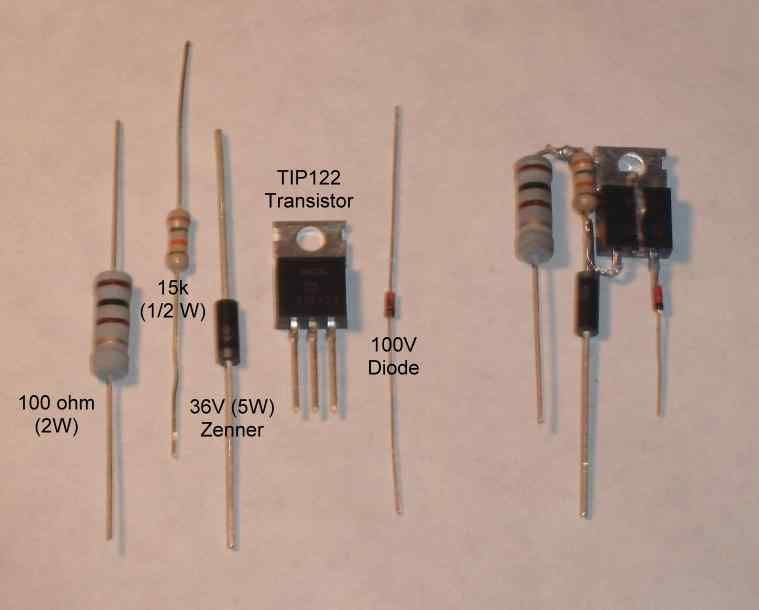 TIP122
Transistor
15k
(1/2 W)
100V
Diode
100 ohm
(2W)
36V (5W)
Zenner